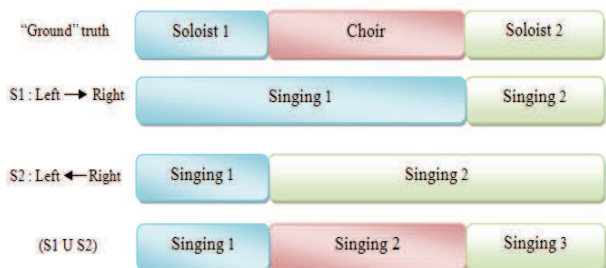 “Ground” truth Soloist 1 Choir Soloist 2
S1 : Left → Right Singing 1 Singing 2
S2 : Left ← Right Singing 1 Singing 2
(S1 U S2) Singing 1 Singing 2 Singing 3